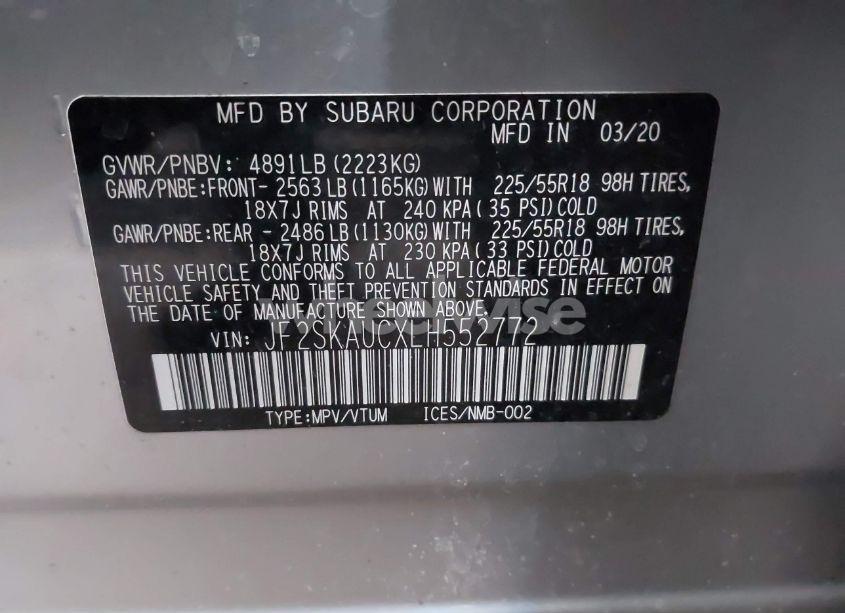 MFD BY SUBARU CORPORATION
MFD IN 03/20
GVWR/PNBV: 4891LB (2223KG)
GAWR/PNBE:FRONT- 2563 LB (1165KG) WITH 225/55R18 98H TIRES,
18X7J RIMS AT 240 KPA ( 35 PSI) COLD
GAWR/PNBE:REAR - 2486 LB (1130KG) WITH 225/55R18 98H TIRES,
18X7J RIMS AT 230 KPA ( 33 PSI) COLD
THIS VEHICLE CONFORMS TO ALL APPLICABLE FEDERAL MOTOR
VEHICLE SAFETY AND THEFT PREVENTION STANDARDS IN EFFECT ON
THE DATE OF MANUFACTURE SHOWN ABOVE.
VIN: JF2SKAUCXLH552772
TYPE:MPV/VTUM ICES/NMB-002